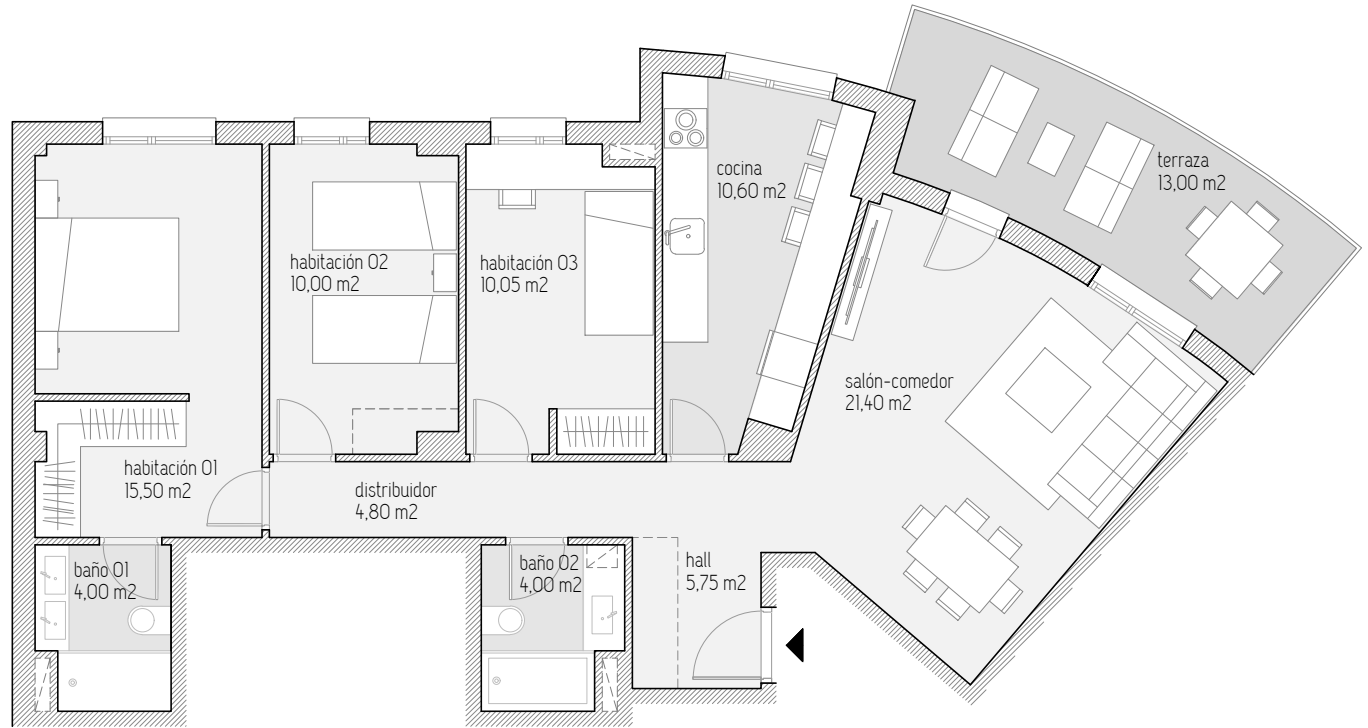 terraza
13,00 m2
cocina
10,60 m2
habitación 02
10,00 m2
habitación 03
10,05 m2
salón-comedor
21,40 m2
habitación 01
15,50 m2
distribuidor
4,80 m2
baño 01
4,00 m2
baño 02
4,00 m2
hall
5,75 m2